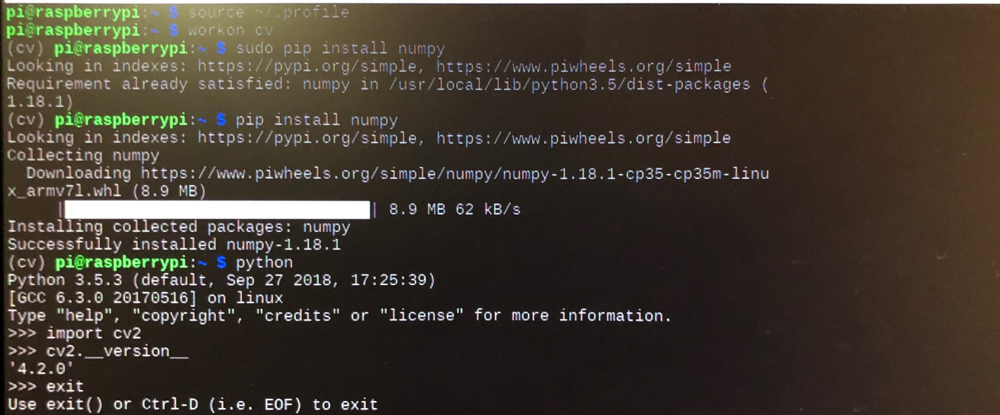 pi@raspberrypi:~ $ source ~/.profile
pi@raspberrypi:~ $ workon cv
(cv) pi@raspberrypi:~ $ sudo pip install numpy
Looking in indexes: https://pypi.org/simple, https://www.piwheels.org/simple
Requirement already satisfied: numpy in /usr/local/lib/python3.5/dist-packages (
1.18.1)
(cv) pi@raspberrypi:~ $ pip install numpy
Looking in indexes: https://pypi.org/simple, https://www.piwheels.org/simple
Collecting numpy
  Downloading https://www.piwheels.org/simple/numpy/numpy-1.18.1-cp35-cp35m-linu
x_armv7l.whl (8.9 MB)
     || 8.9 MB 62 kB/s
Installing collected packages: numpy
Successfully installed numpy-1.18.1
(cv) pi@raspberrypi:~ $ python
Python 3.5.3 (default, Sep 27 2018, 17:25:39)
[GCC 6.3.0 20170516] on linux
Type "help", "copyright", "credits" or "license" for more information.
>>> import cv2
>>> cv2.__version__
'4.2.0'
>>> exit
Use exit() or Ctrl-D (i.e. EOF) to exit